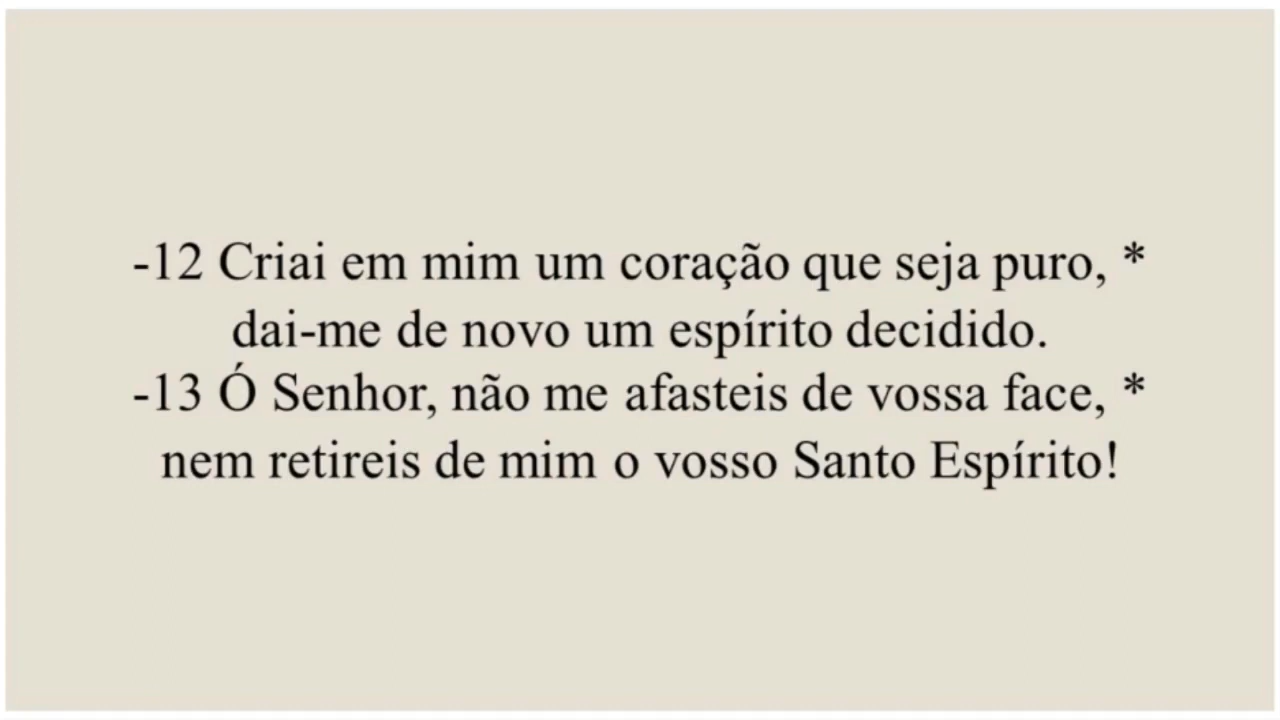 -12 Criai em mim um coração que seja puro, *
dai-me de novo um espírito decidido.
-13 Ó Senhor, não me afasteis de vossa face, *
nem retireis de mim o vosso Santo Espírito!